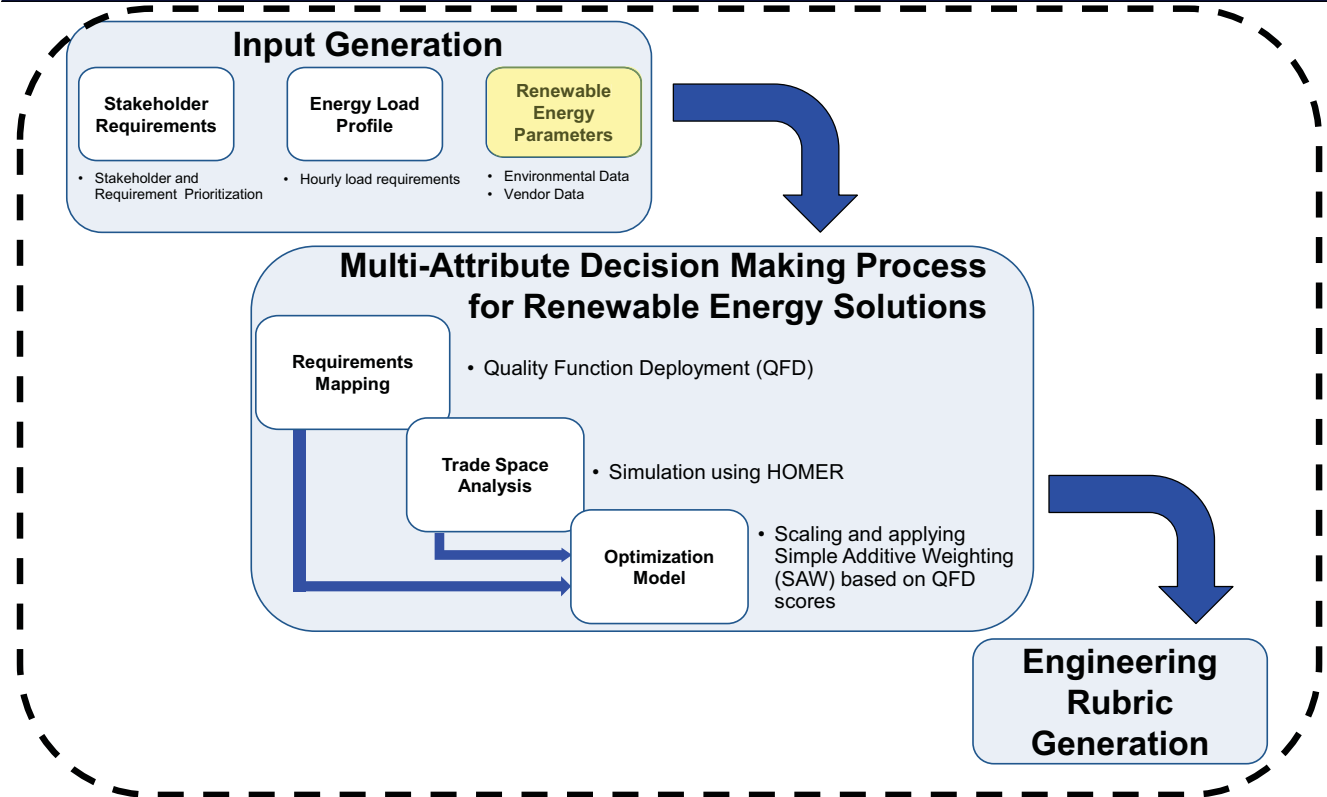 Input Generation
Stakeholder
Requirements
Energy Load
Profile
Renewable
Energy
Parameters
• Stakeholder and
Requirement Prioritization
• Hourly load requirements
• Environmental Data
• Vendor Data
Multi-Attribute Decision Making Process
for Renewable Energy Solutions
Requirements
Mapping
• Quality Function Deployment (QFD)
Trade Space
Analysis
• Simulation using HOMER
Optimization
Model
• Scaling and applying
Simple Additive Weighting
(SAW) based on QFD
scores
Engineering
Rubric
Generation